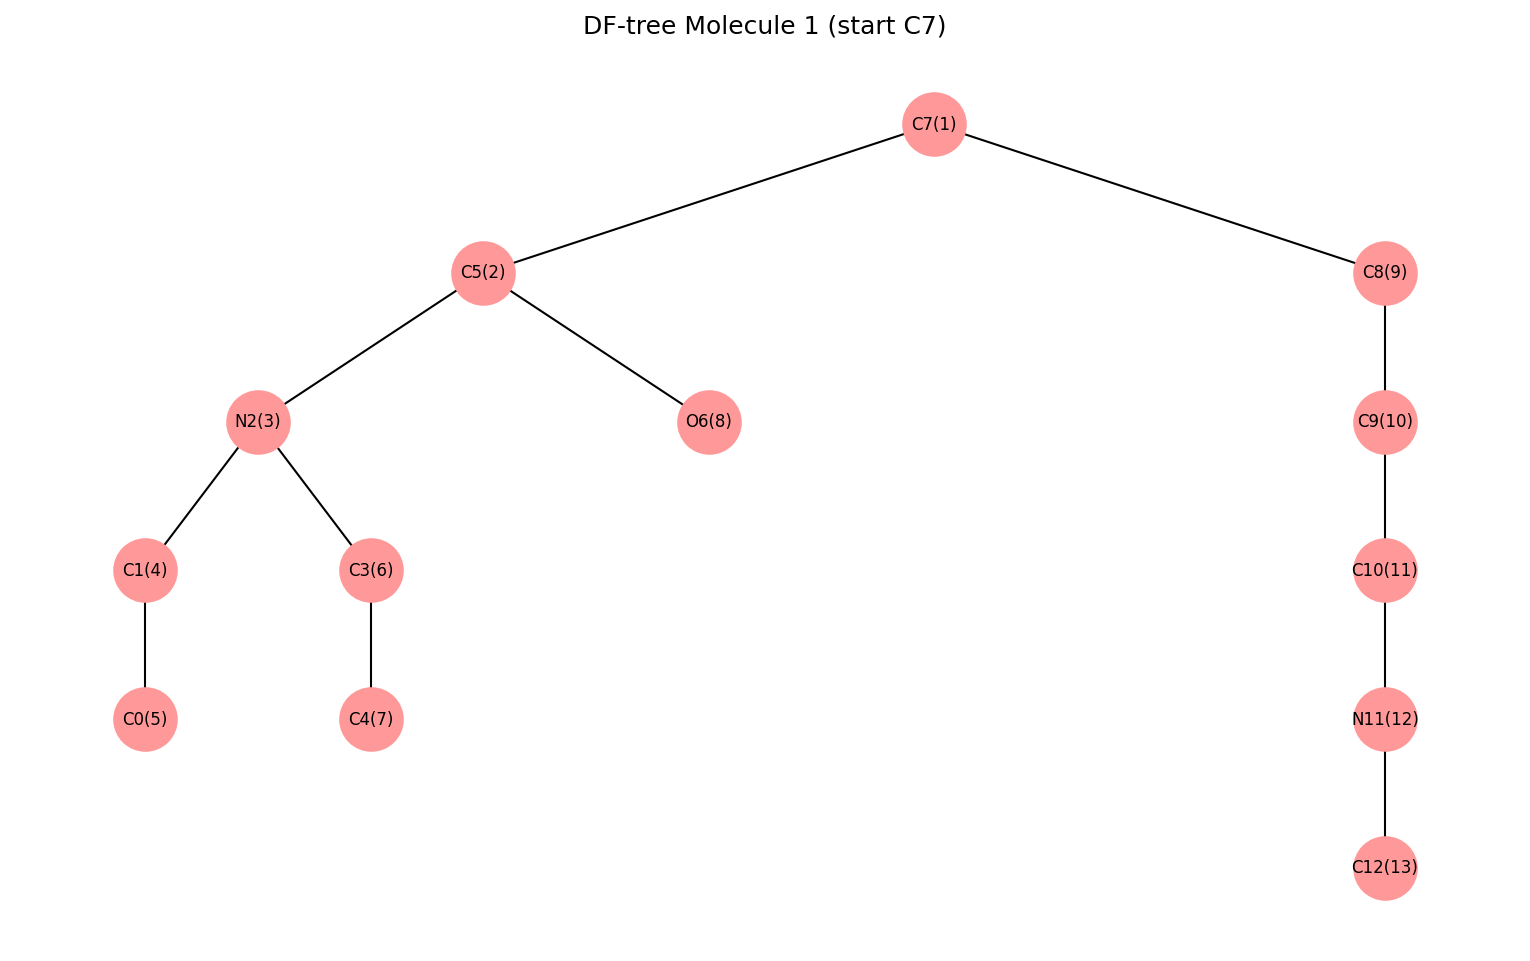 DF-tree Molecule 1 (start C7)
C7(1)
C5(2)
C8(9)
N2(3)
O6(8)
C9(10)
C1(4)
C3(6)
C10(11)
C0(5)
C4(7)
N11(12)
C12(13)